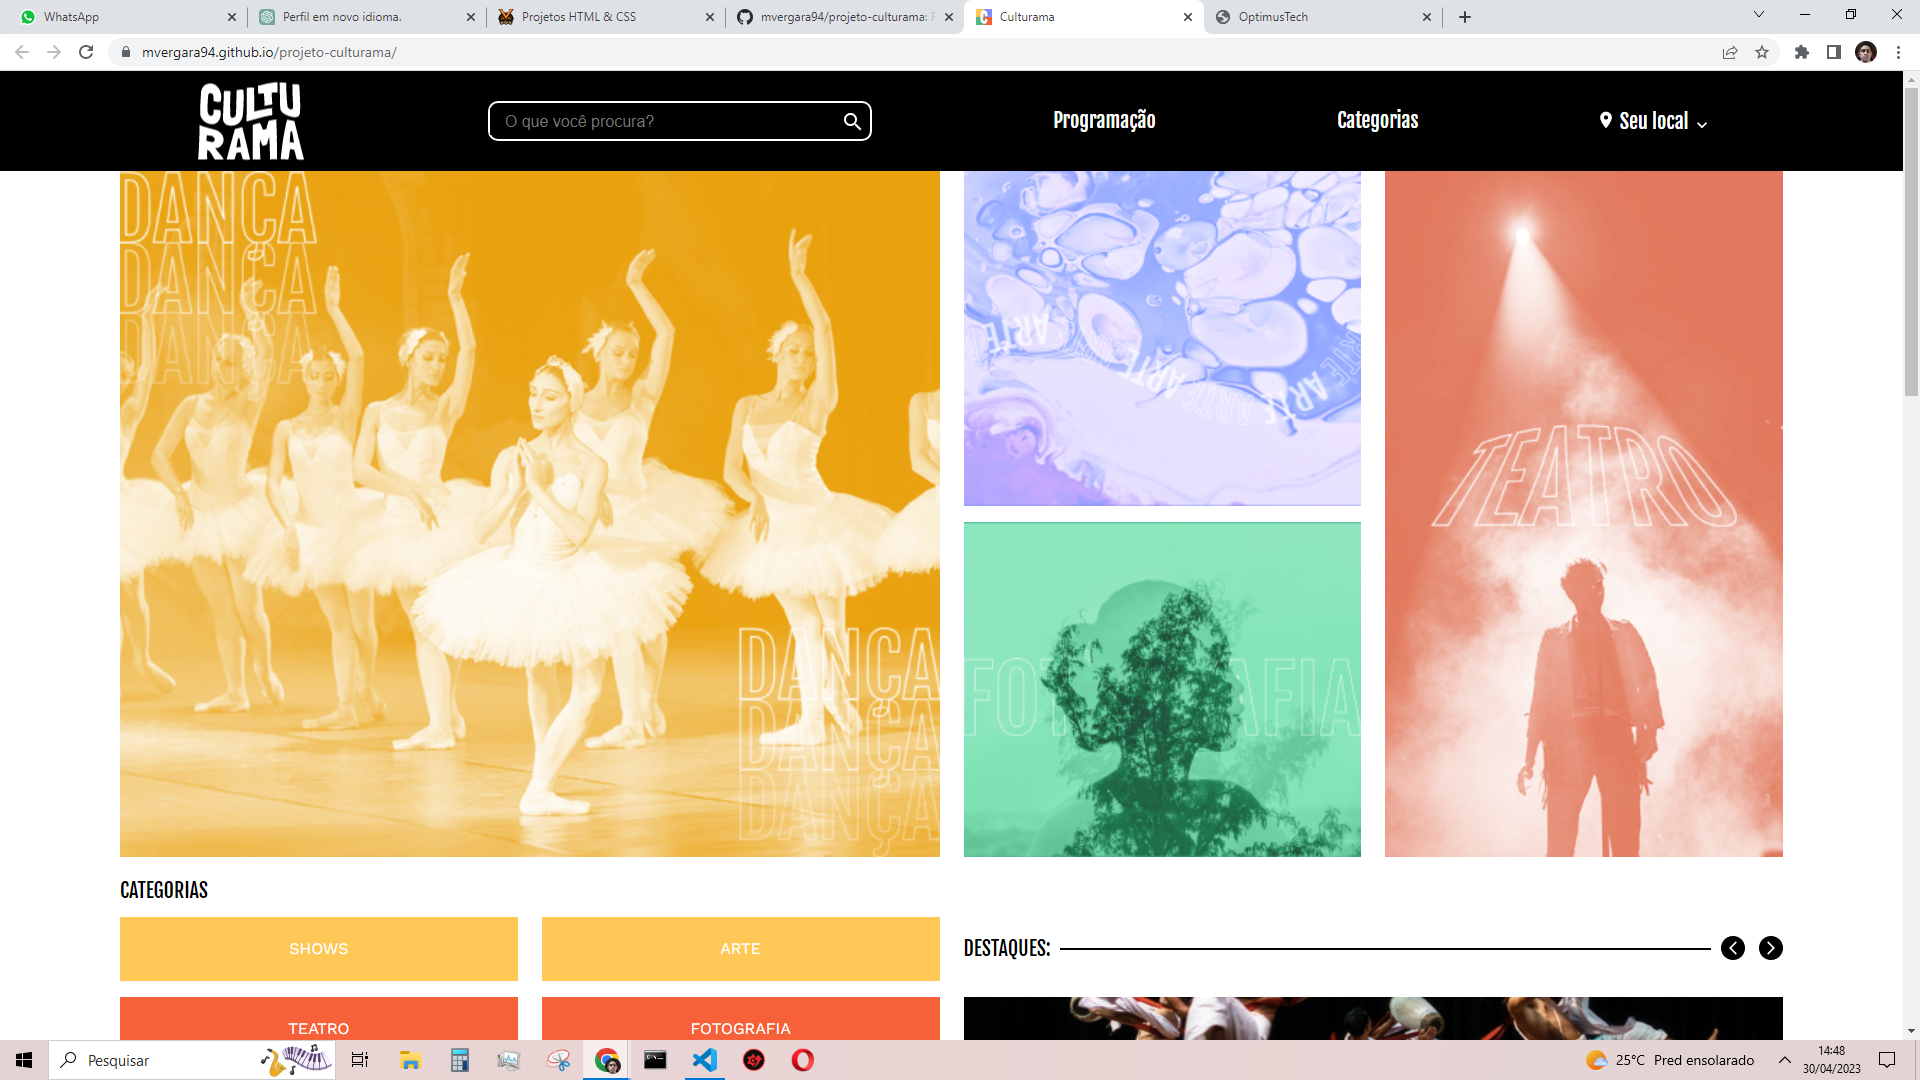 WhatsApp
Perfil em novo idioma.
Projetos HTML & CSS
mvergara94/projeto-culturama:
Culturama
OptimusTech
mvergara94.github.io/projeto-culturama/
CULTU
RAMA
O que você procura?
Programação
Categorias
Seu local
DANÇA
DANÇA
DANÇA
ARTE
ARTE
ARTE
ARTE
ARTE
TEATRO
FOTOGRAFIA
DANÇA
DANÇA
DANÇA
CATEGORIAS
SHOWS
ARTE
DESTAQUES:
TEATRO
FOTOGRAFIA
Pesquisar
25°C Pred ensolarado
14:48
30/04/2023